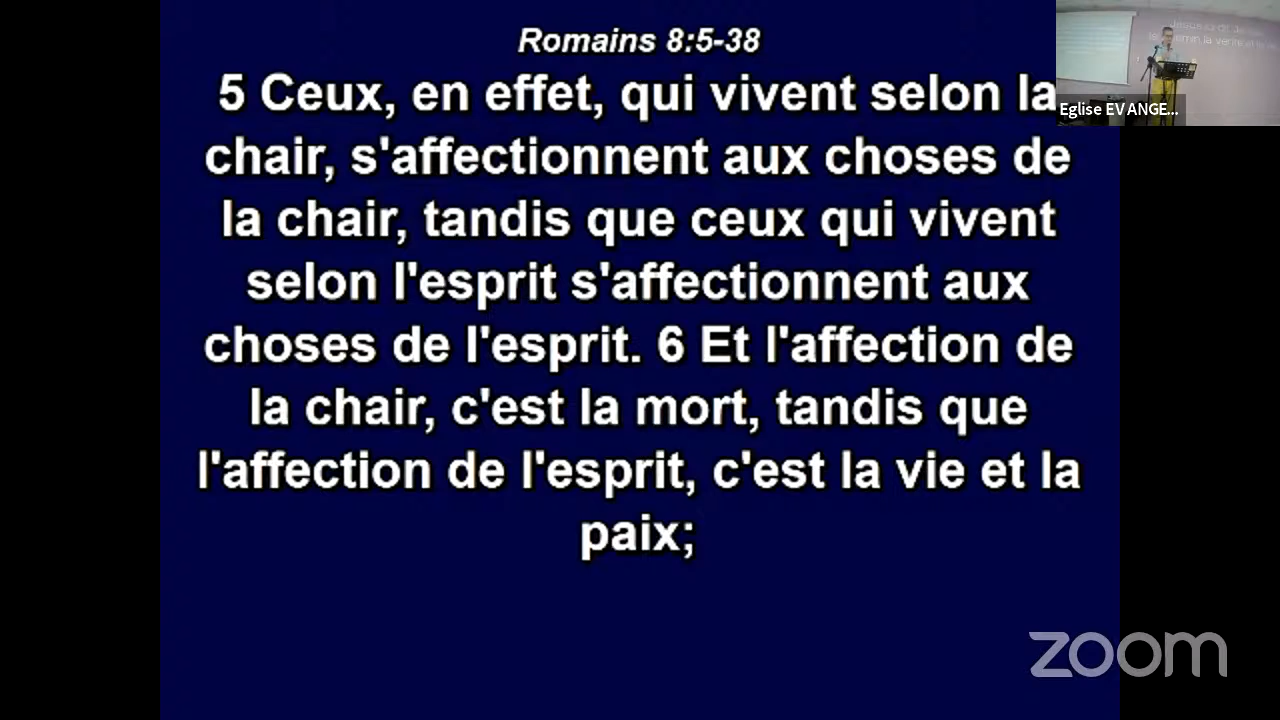 Romains 8:5-38
5 Ceux, en effet, qui vivent selon la
chair, s'affectionnent aux choses de
la chair, tandis que ceux qui vivent
selon l'esprit s'affectionnent aux
choses de l'esprit. 6 Et l'affection de
la chair, c'est la mort, tandis que
l'affection de l'esprit, c'est la vie et la
paix;
Eglise EVANGE...
zoom